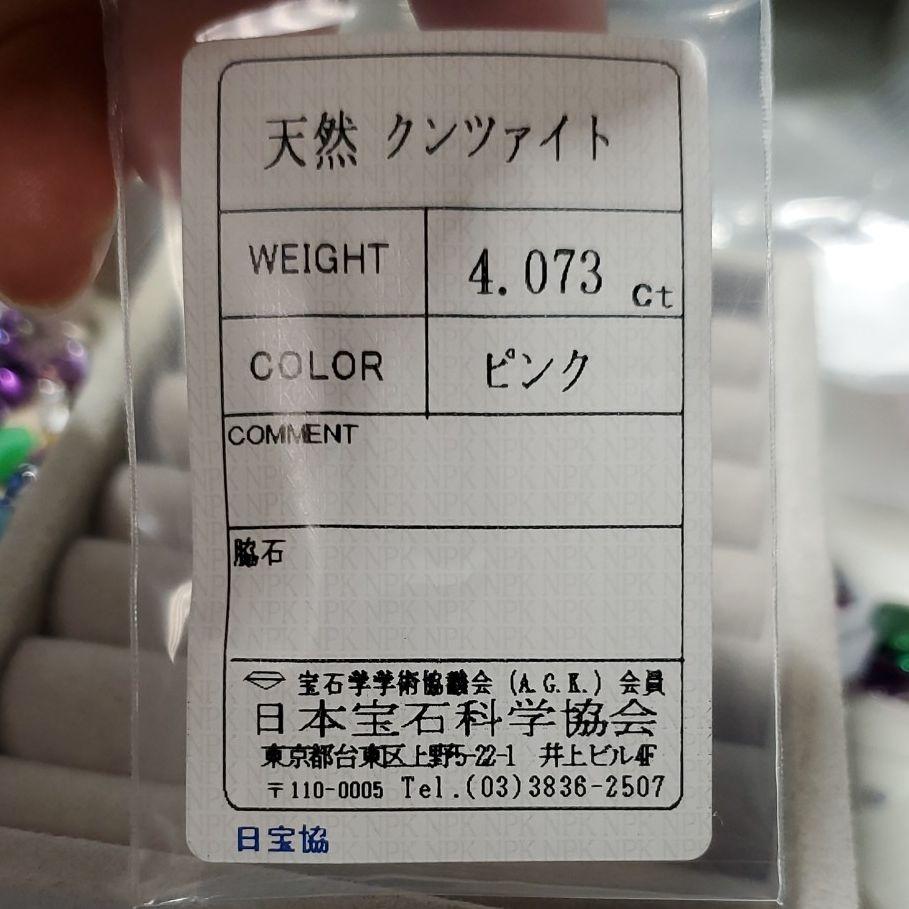 天然 クンツァイト
WEIGHT 4.073 ct
COLOR ピンク
COMMENT
脇石
宝石学学術協議会 (A.G.K.) 会員
日本宝石科学協会
東京都台東区上野5-22-1 井上ビル4F
〒110-0005 Tel.(03)3836-2507
日宝協